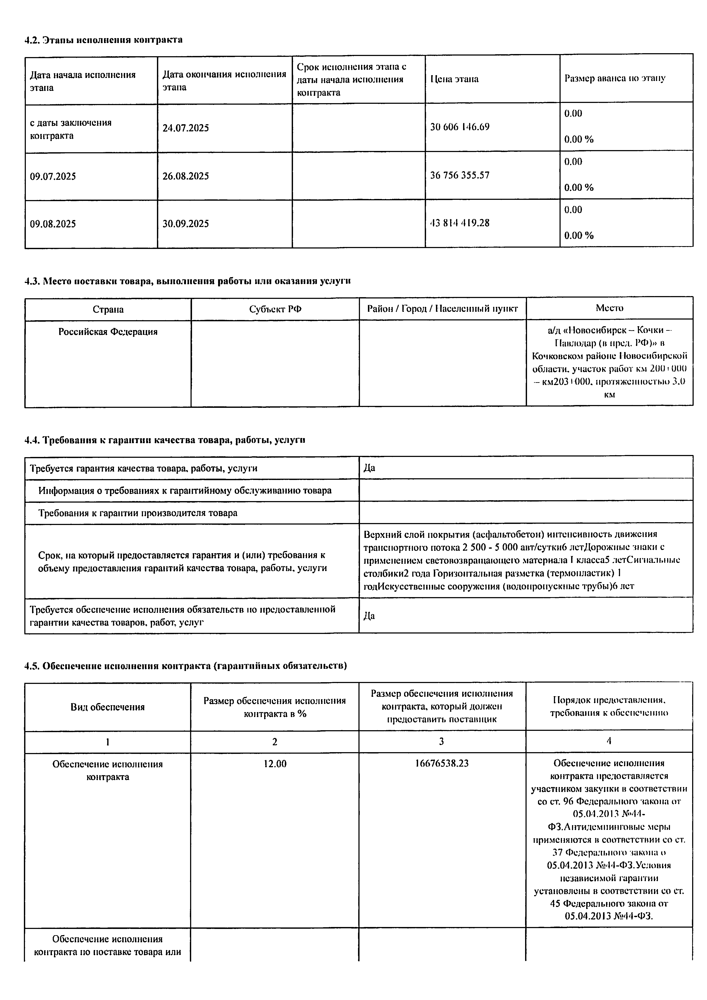 4.2. Этапы исполнения контракта
Дата начала исполнения
этапа
Дата окончания исполнения
этапа
Срок исполнения этапа с
даты начала исполнения
контракта
Цена этапа
Размер аванса по этапу
с даты заключения
контракта
24.07.2025
30 606 146.69
0.00
0.00 %
09.07.2025
26.08.2025
36 756 355.57
0.00
0.00 %
09.08.2025
30.09.2025
43 814 419.28
0.00
0.00 %
4.3. Место поставки товара, выполнения работы или оказания услуги
Страна
Субъект РФ
Район / Город / Населенный пункт
Место
Российская Федерация
а/д «Новосибирск – Кочки –
Павлодар (в пред. РФ)» в
Кочковском районе Новосибирской
области, участок работ км 200+000
– км203+000, протяженностью 3,0
км
4.4. Требования к гарантии качества товара, работы, услуги
Требуется гарантия качества товара, работы, услуги
Да
Информация о требованиях к гарантийному обслуживанию товара
Требования к гарантии производителя товара
Срок, на который предоставляется гарантия и (или) требования к
объему предоставления гарантий качества товара, работы, услуги
Верхний слой покрытия (асфальтобетон) интенсивность движения
транспортного потока 2 500 - 5 000 авт/сутки6 летДорожные знаки с
применением световозвращающего материала I класса5 летСигнальные
столбики2 года Горизонтальная разметка (термопластик) 1
годИскусственные сооружения (водопропускные трубы)6 лет
Требуется обеспечение исполнения обязательств по предоставленной
гарантии качества товаров, работ, услуг
Да
4.5. Обеспечение исполнения контракта (гарантийных обязательств)
Вид обеспечения
Размер обеспечения исполнения
контракта в %
Размер обеспечения исполнения
контракта, который должен
предоставить поставщик
Порядок предоставления,
требования к обеспечению
1
2
3
4
Обеспечение исполнения
контракта
12.00
16676538.23
Обеспечение исполнения
контракта предоставляется
участником закупки в соответствии
со ст. 96 Федерального закона от
05.04.2013 №44-
ФЗ.Антидемпинговые меры
применяются в соответствии со ст.
37 Федерального закона о
05.04.2013 №44-ФЗ.Условия
независимой гарантии
установлены в соответствии со ст.
45 Федерального закона от
05.04.2013 №44-ФЗ.
Обеспечение исполнения
контракта по поставке товара или